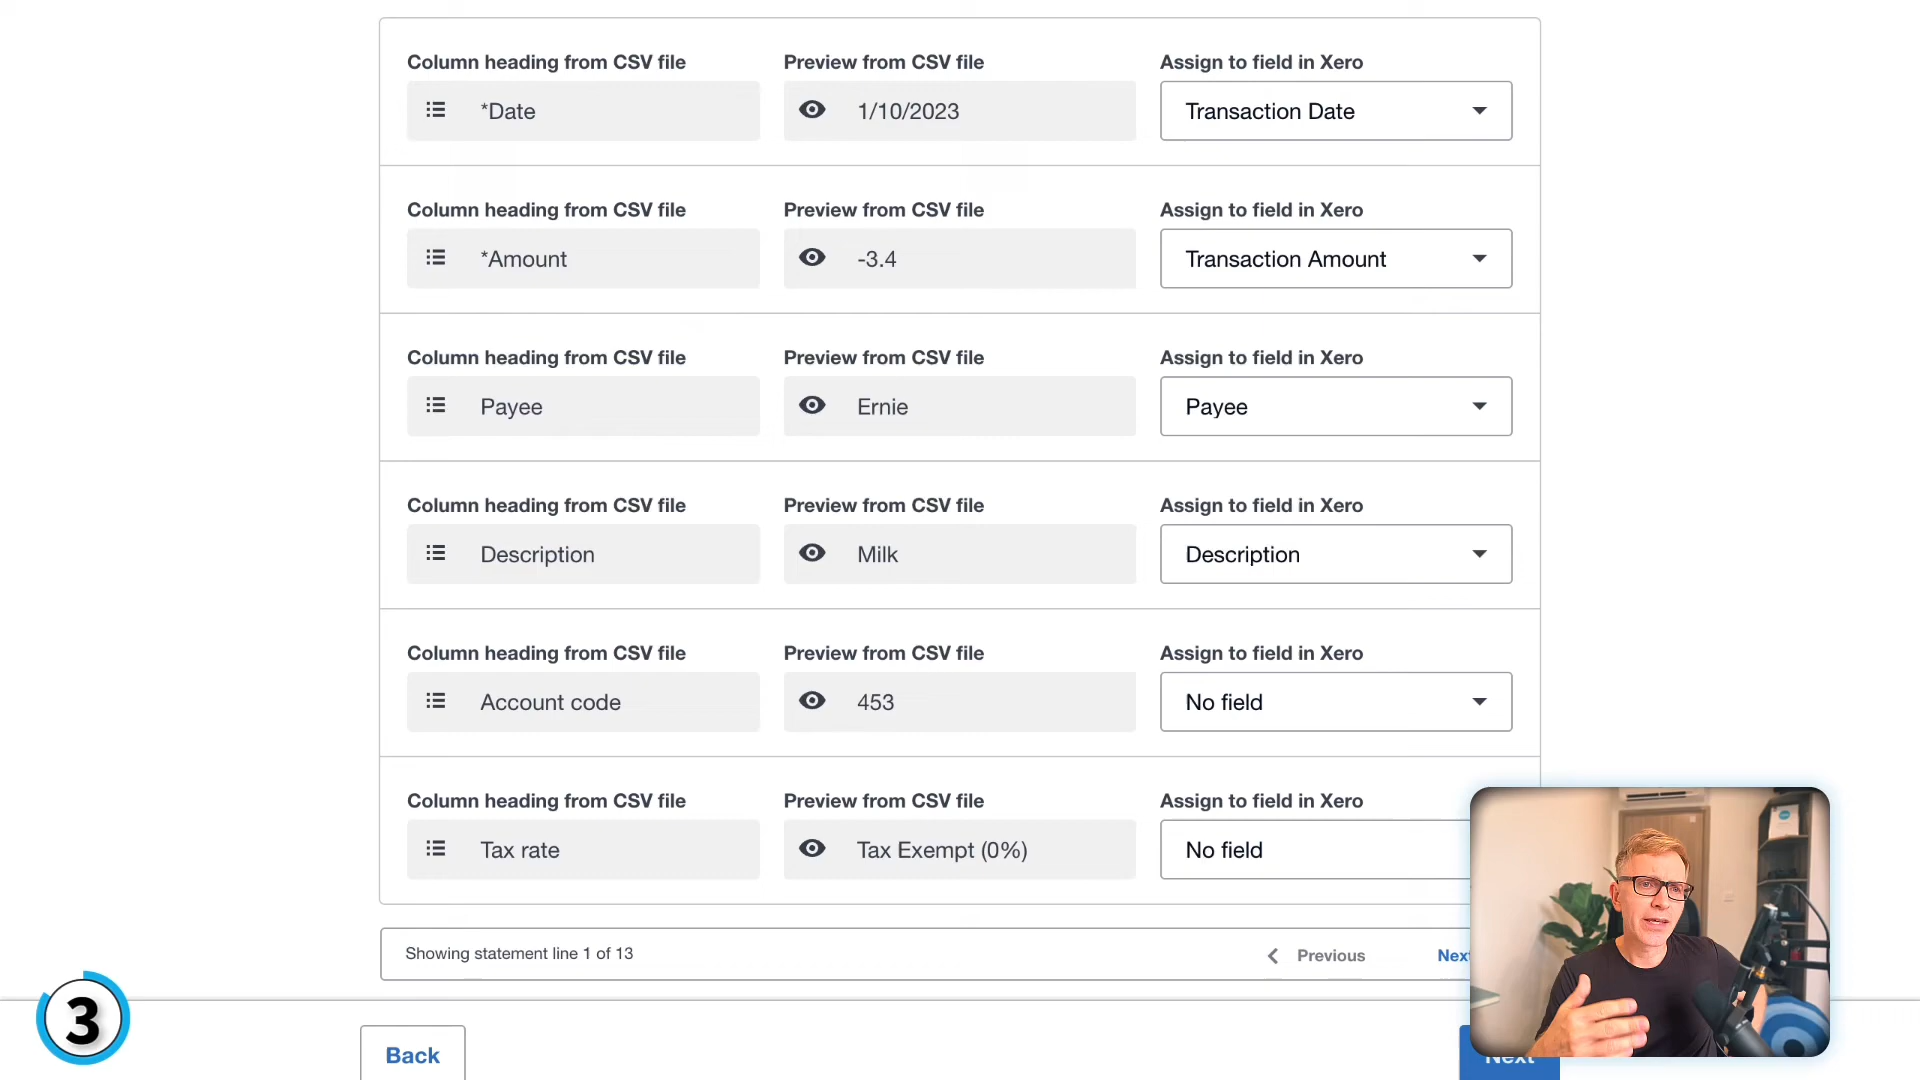 Column heading from CSV file
Preview from CSV file
Assign to field in Xero
*Date
1/10/2023
Transaction Date
Column heading from CSV file
Preview from CSV file
Assign to field in Xero
*Amount
-3.4
Transaction Amount
Column heading from CSV file
Preview from CSV file
Assign to field in Xero
Payee
Ernie
Payee
Column heading from CSV file
Preview from CSV file
Assign to field in Xero
Description
Milk
Description
Column heading from CSV file
Preview from CSV file
Assign to field in Xero
Account code
453
No field
Column heading from CSV file
Preview from CSV file
Assign to field in Xero
Tax rate
Tax Exempt (0%)
No field
Showing statement line 1 of 13
Previous
Next
3
Back
Next